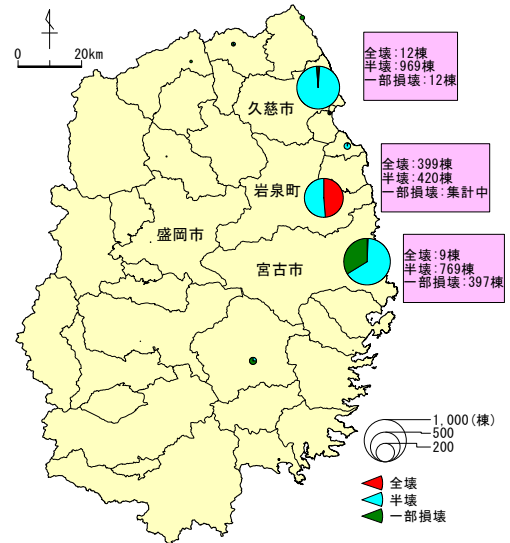 0 20km
全壊:12棟
半壊:969棟
一部損壊:12棟
久慈市
全壊:399棟
半壊:420棟
一部損壊:集計中
岩泉町
盛岡市
宮古市
全壊:9棟
半壊:769棟
一部損壊:397棟
1,000(棟)
500
200
全壊
半壊
一部損壊